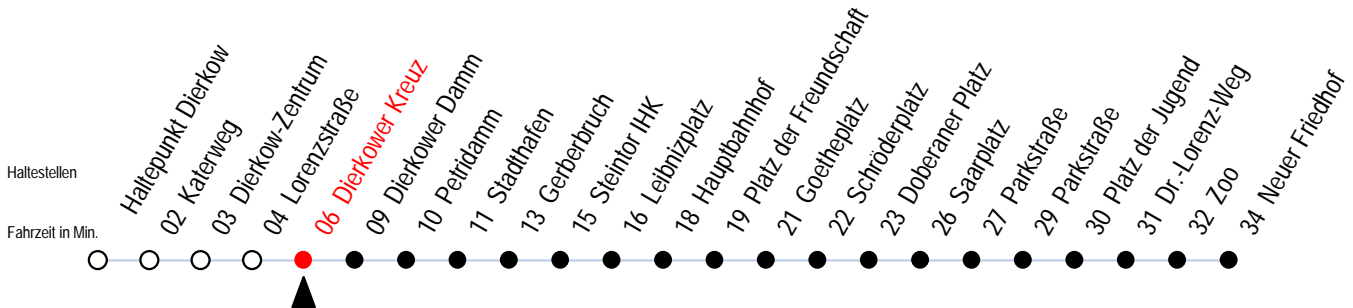 Haltestellen
Fahrzeit in Min.
Haltepunkt Dierkow
02 Katerweg
03 Dierkow-Zentrum
04 Lorenzstraße
06 Dierkower Kreuz
09 Dierkower Damm
10 Petridamm
11 Stadthafen
13 Gerberbruch
15 Steintor IHK
16 Leibnizplatz
18 Hauptbahnhof
19 Platz der Freundschaft
21 Goetheplatz
22 Schröderplatz
23 Doberaner Platz
26 Saarplatz
27 Parkstraße
29 Parkstraße
30 Platz der Jugend
31 Dr.-Lorenz-Weg
32 Zoo
34 Neuer Friedhof